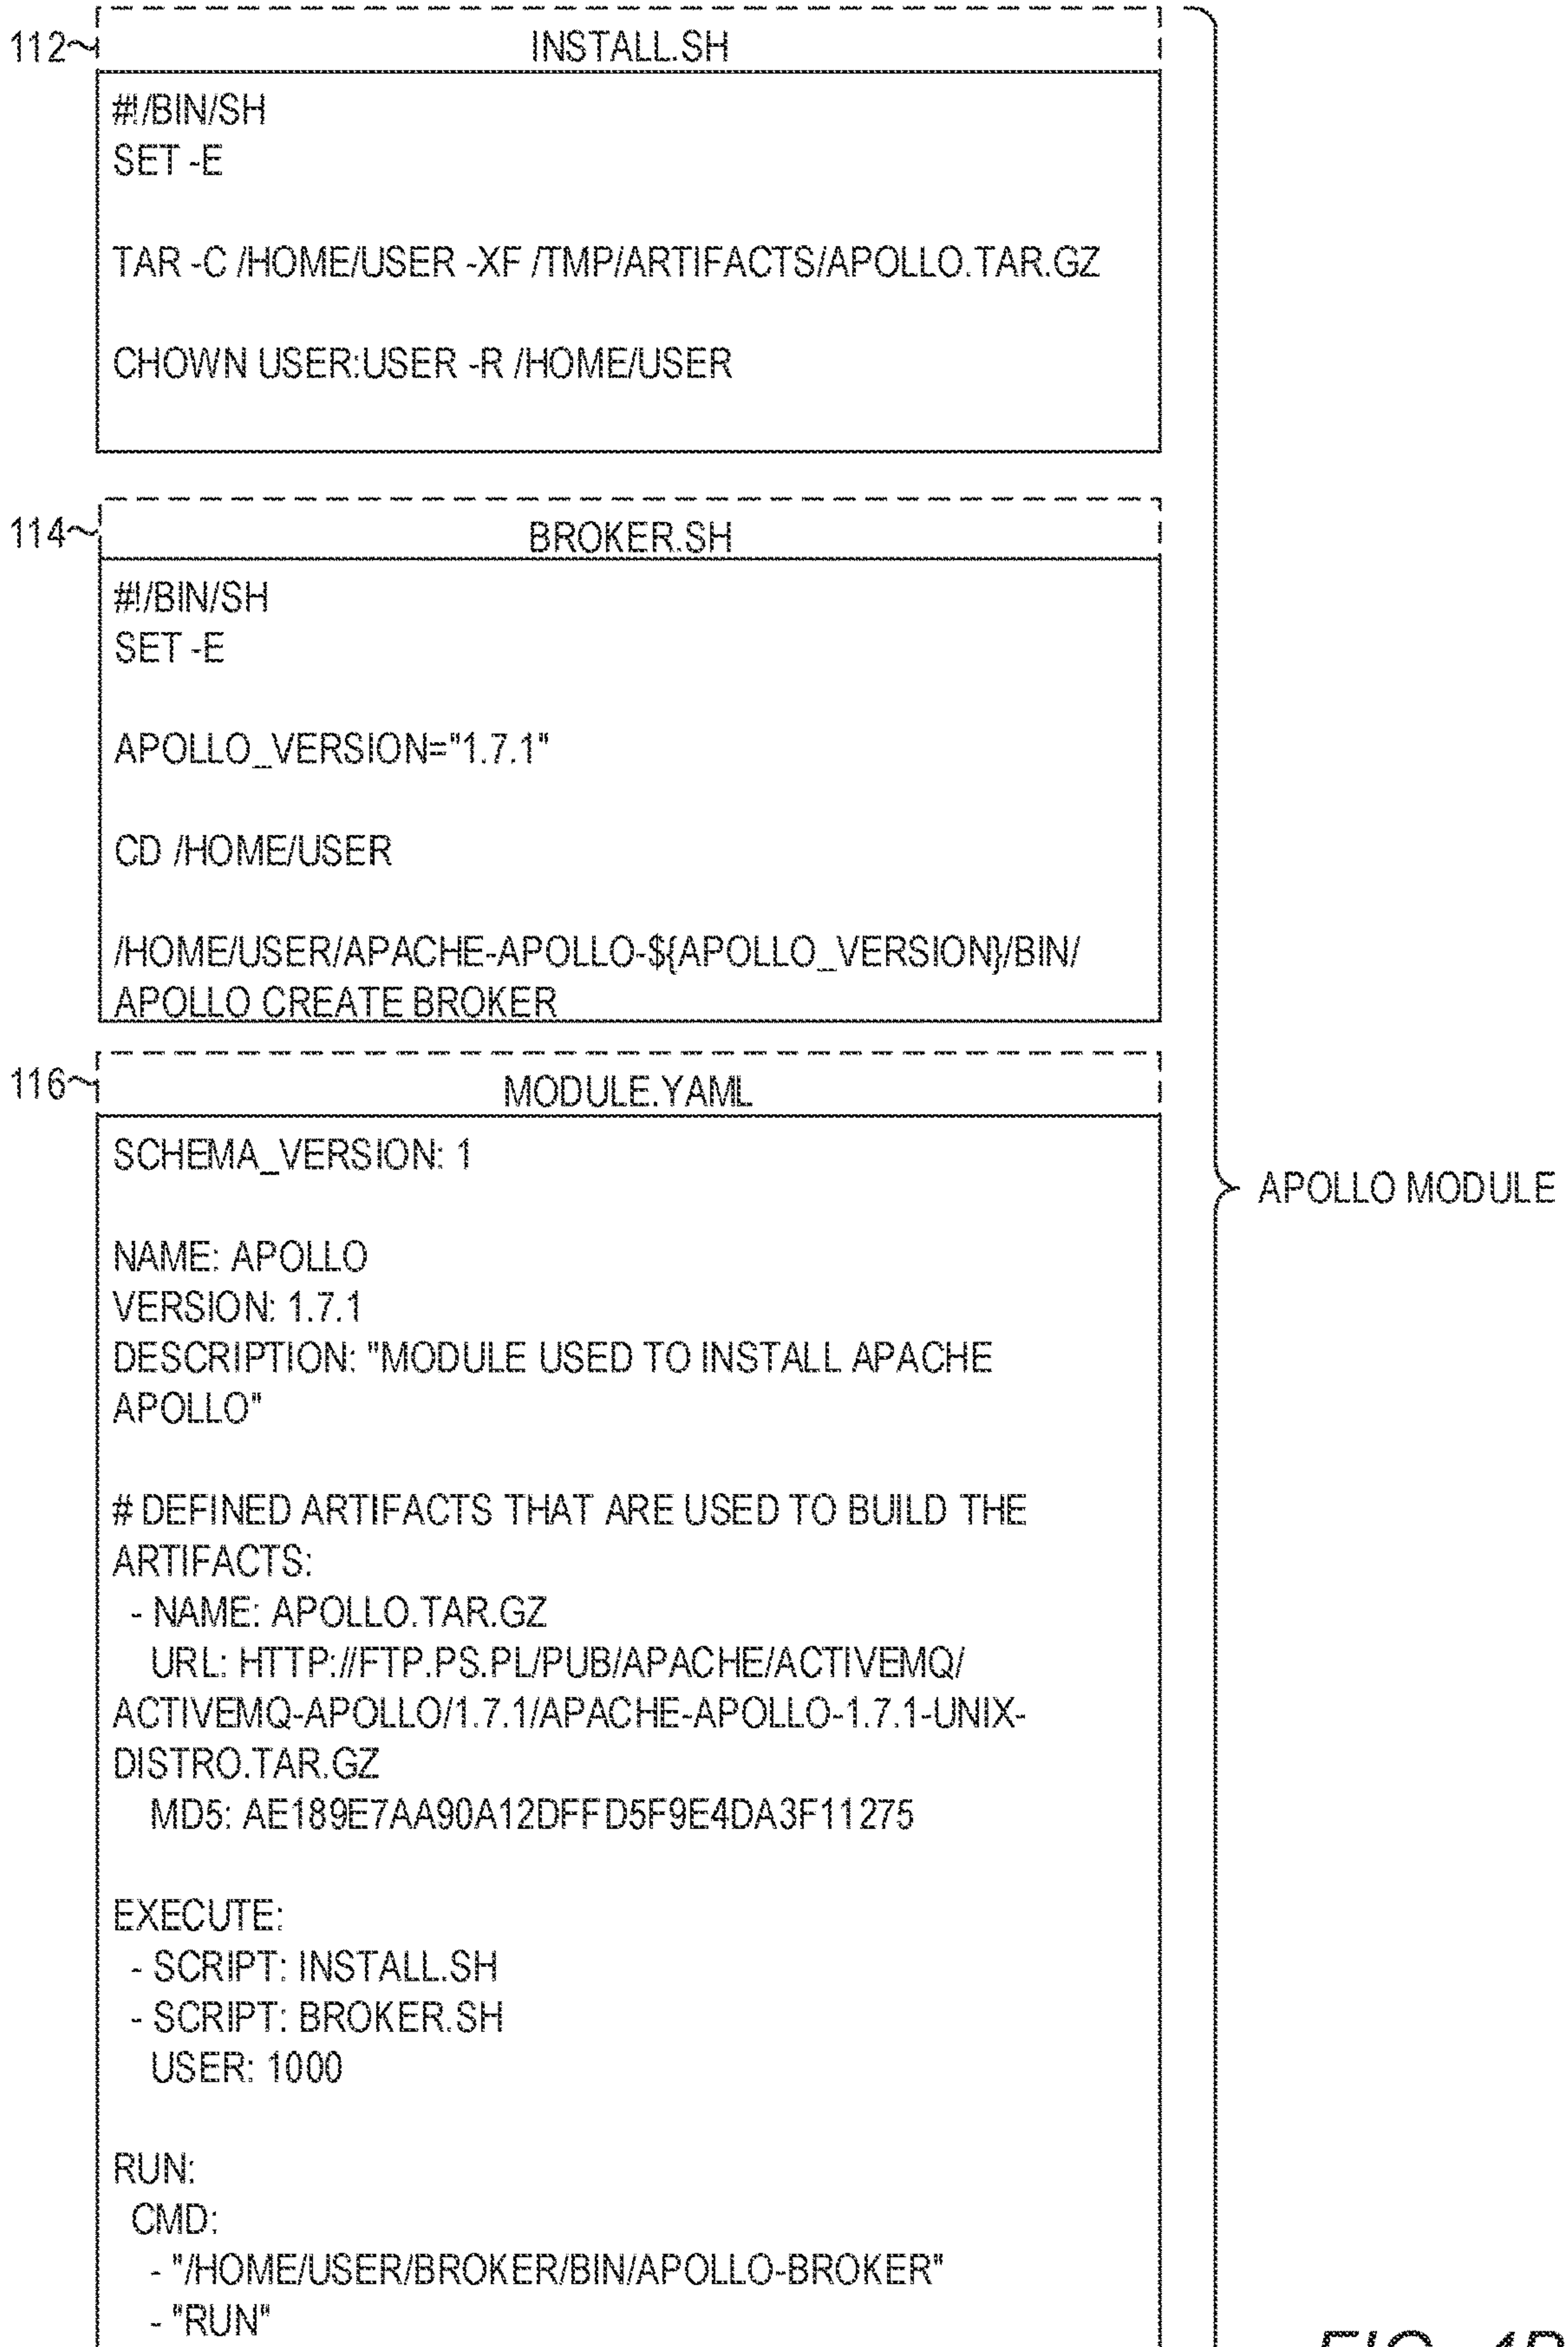 112
INSTALL.SH
#!/BIN/SH
SET -E
TAR -C /HOME/USER -XF /TMP/ARTIFACTS/APOLLO.TAR.GZ
CHOWN USER:USER -R /HOME/USER
114
BROKER.SH
#!/BIN/SH
SET -E
APOLLO_VERSION="1.7.1"
CD /HOME/USER
/HOME/USER/APACHE-APOLLO-${APOLLO_VERSION}/BIN/
APOLLO CREATE BROKER
116
MODULE.YAML
SCHEMA_VERSION: 1
APOLLO MODULE
NAME: APOLLO
VERSION: 1.7.1
DESCRIPTION: "MODULE USED TO INSTALL APACHE
APOLLO"
# DEFINED ARTIFACTS THAT ARE USED TO BUILD THE
ARTIFACTS:
- NAME: APOLLO.TAR.GZ
URL: HTTP://FTP.PS.PL/PUB/APACHE/ACTIVEMQ/
ACTIVEMQ-APOLLO/1.7.1/APACHE-APOLLO-1.7.1-UNIX-
DISTRO.TAR.GZ
MD5: AE189E7AA90A12DFFD5F9E4DA3F11275
EXECUTE:
- SCRIPT: INSTALL.SH
- SCRIPT: BROKER.SH
USER: 1000
RUN:
CMD:
- "/HOME/USER/BROKER/BIN/APOLLO-BROKER"
- "RUN"